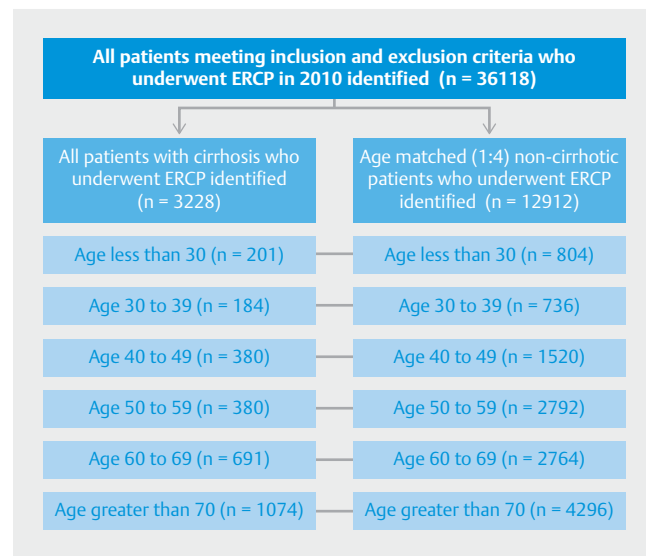 All patients meeting inclusion and exclusion criteria who
underwent ERCP in 2010 identified (n = 36118)
All patients with cirrhosis who
underwent ERCP identified
(n = 3228)
Age matched (1:4) non-cirrhotic
patients who underwent ERCP
identified (n = 12912)
Age less than 30 (n = 201)
Age less than 30 (n = 804)
Age 30 to 39 (n = 184)
Age 30 to 39 (n = 736)
Age 40 to 49 (n = 380)
Age 40 to 49 (n = 1520)
Age 50 to 59 (n = 380)
Age 50 to 59 (n = 2792)
Age 60 to 69 (n = 691)
Age 60 to 69 (n = 2764)
Age greater than 70 (n = 1074)
Age greater than 70 (n = 4296)